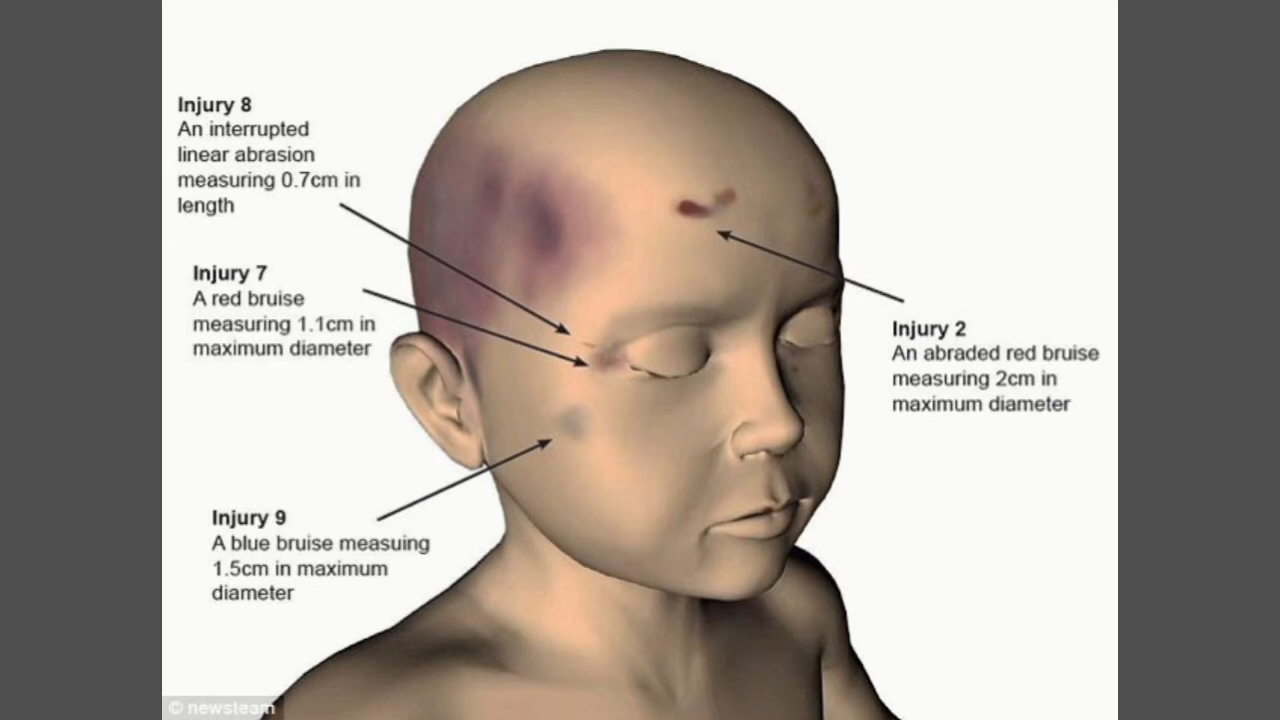 Injury 8
An interrupted
linear abrasion
measuring 0.7cm in
length
Injury 7
A red bruise
measuring 1.1cm in
maximum diameter
Injury 2
An abraded red bruise
measuring 2cm in
maximum diameter
Injury 9
A blue bruise measuing
1.5cm in maximum
diameter
© newsteam